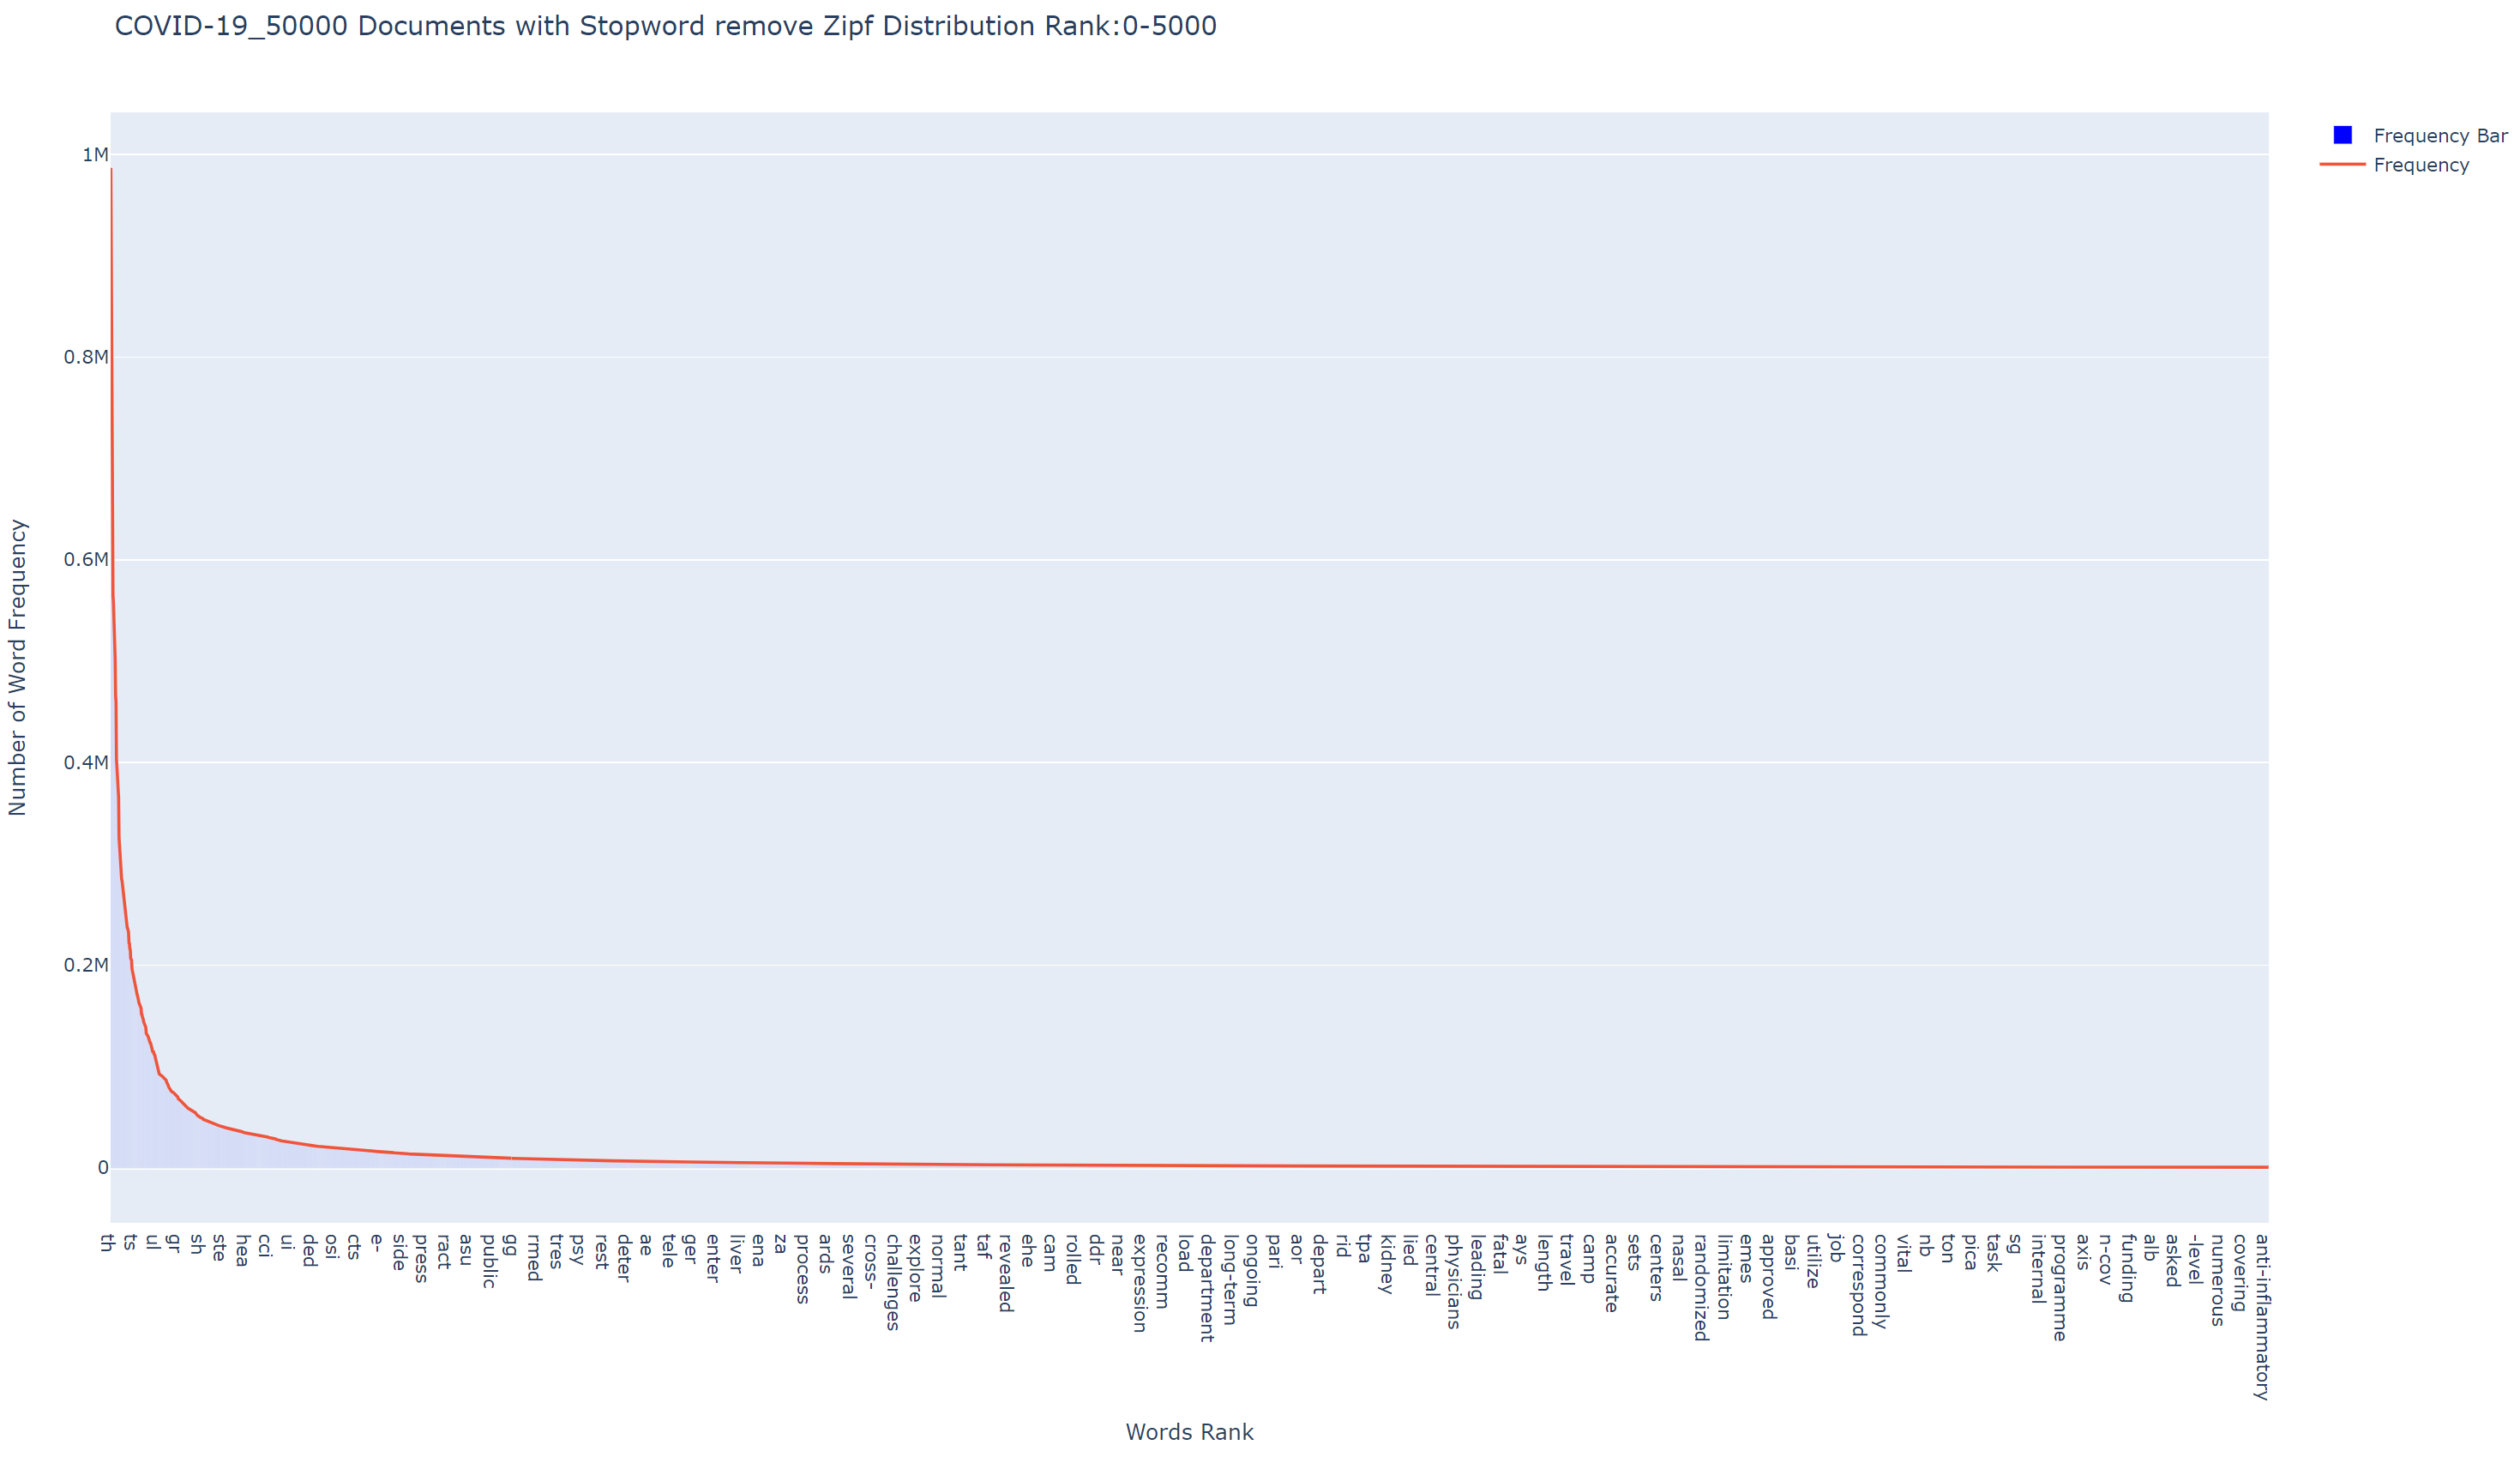 COVID-19_50000 Documents with Stopword remove Zipf Distribution Rank:0-5000
Frequency Bar
Frequency
Number of Word Frequency
1M
0.8M
0.6M
0.4M
0.2M
0
th
ts
ul
gr
sh
ste
hea
cci
ui
ded
osi
cts
e-
side
press
ract
asu
public
gg
rmed
tres
psy
rest
deter
ae
tele
ger
enter
liver
ena
za
process
ards
several
cross-
challenges
explore
normal
tant
taf
revealed
ehe
cam
rolled
ddr
near
expression
recomm
load
department
long-term
ongoing
pari
aor
depart
rid
tpa
kidney
lied
central
physicians
leading
fatal
ays
length
travel
camp
accurate
sets
centers
nasal
randomized
limitation
emes
approved
basi
utilize
job
correspond
commonly
vital
nb
ton
pica
task
sg
internal
programme
axis
n-cov
funding
alb
asked
-level
numerous
covering
anti-inflammatory
Words Rank